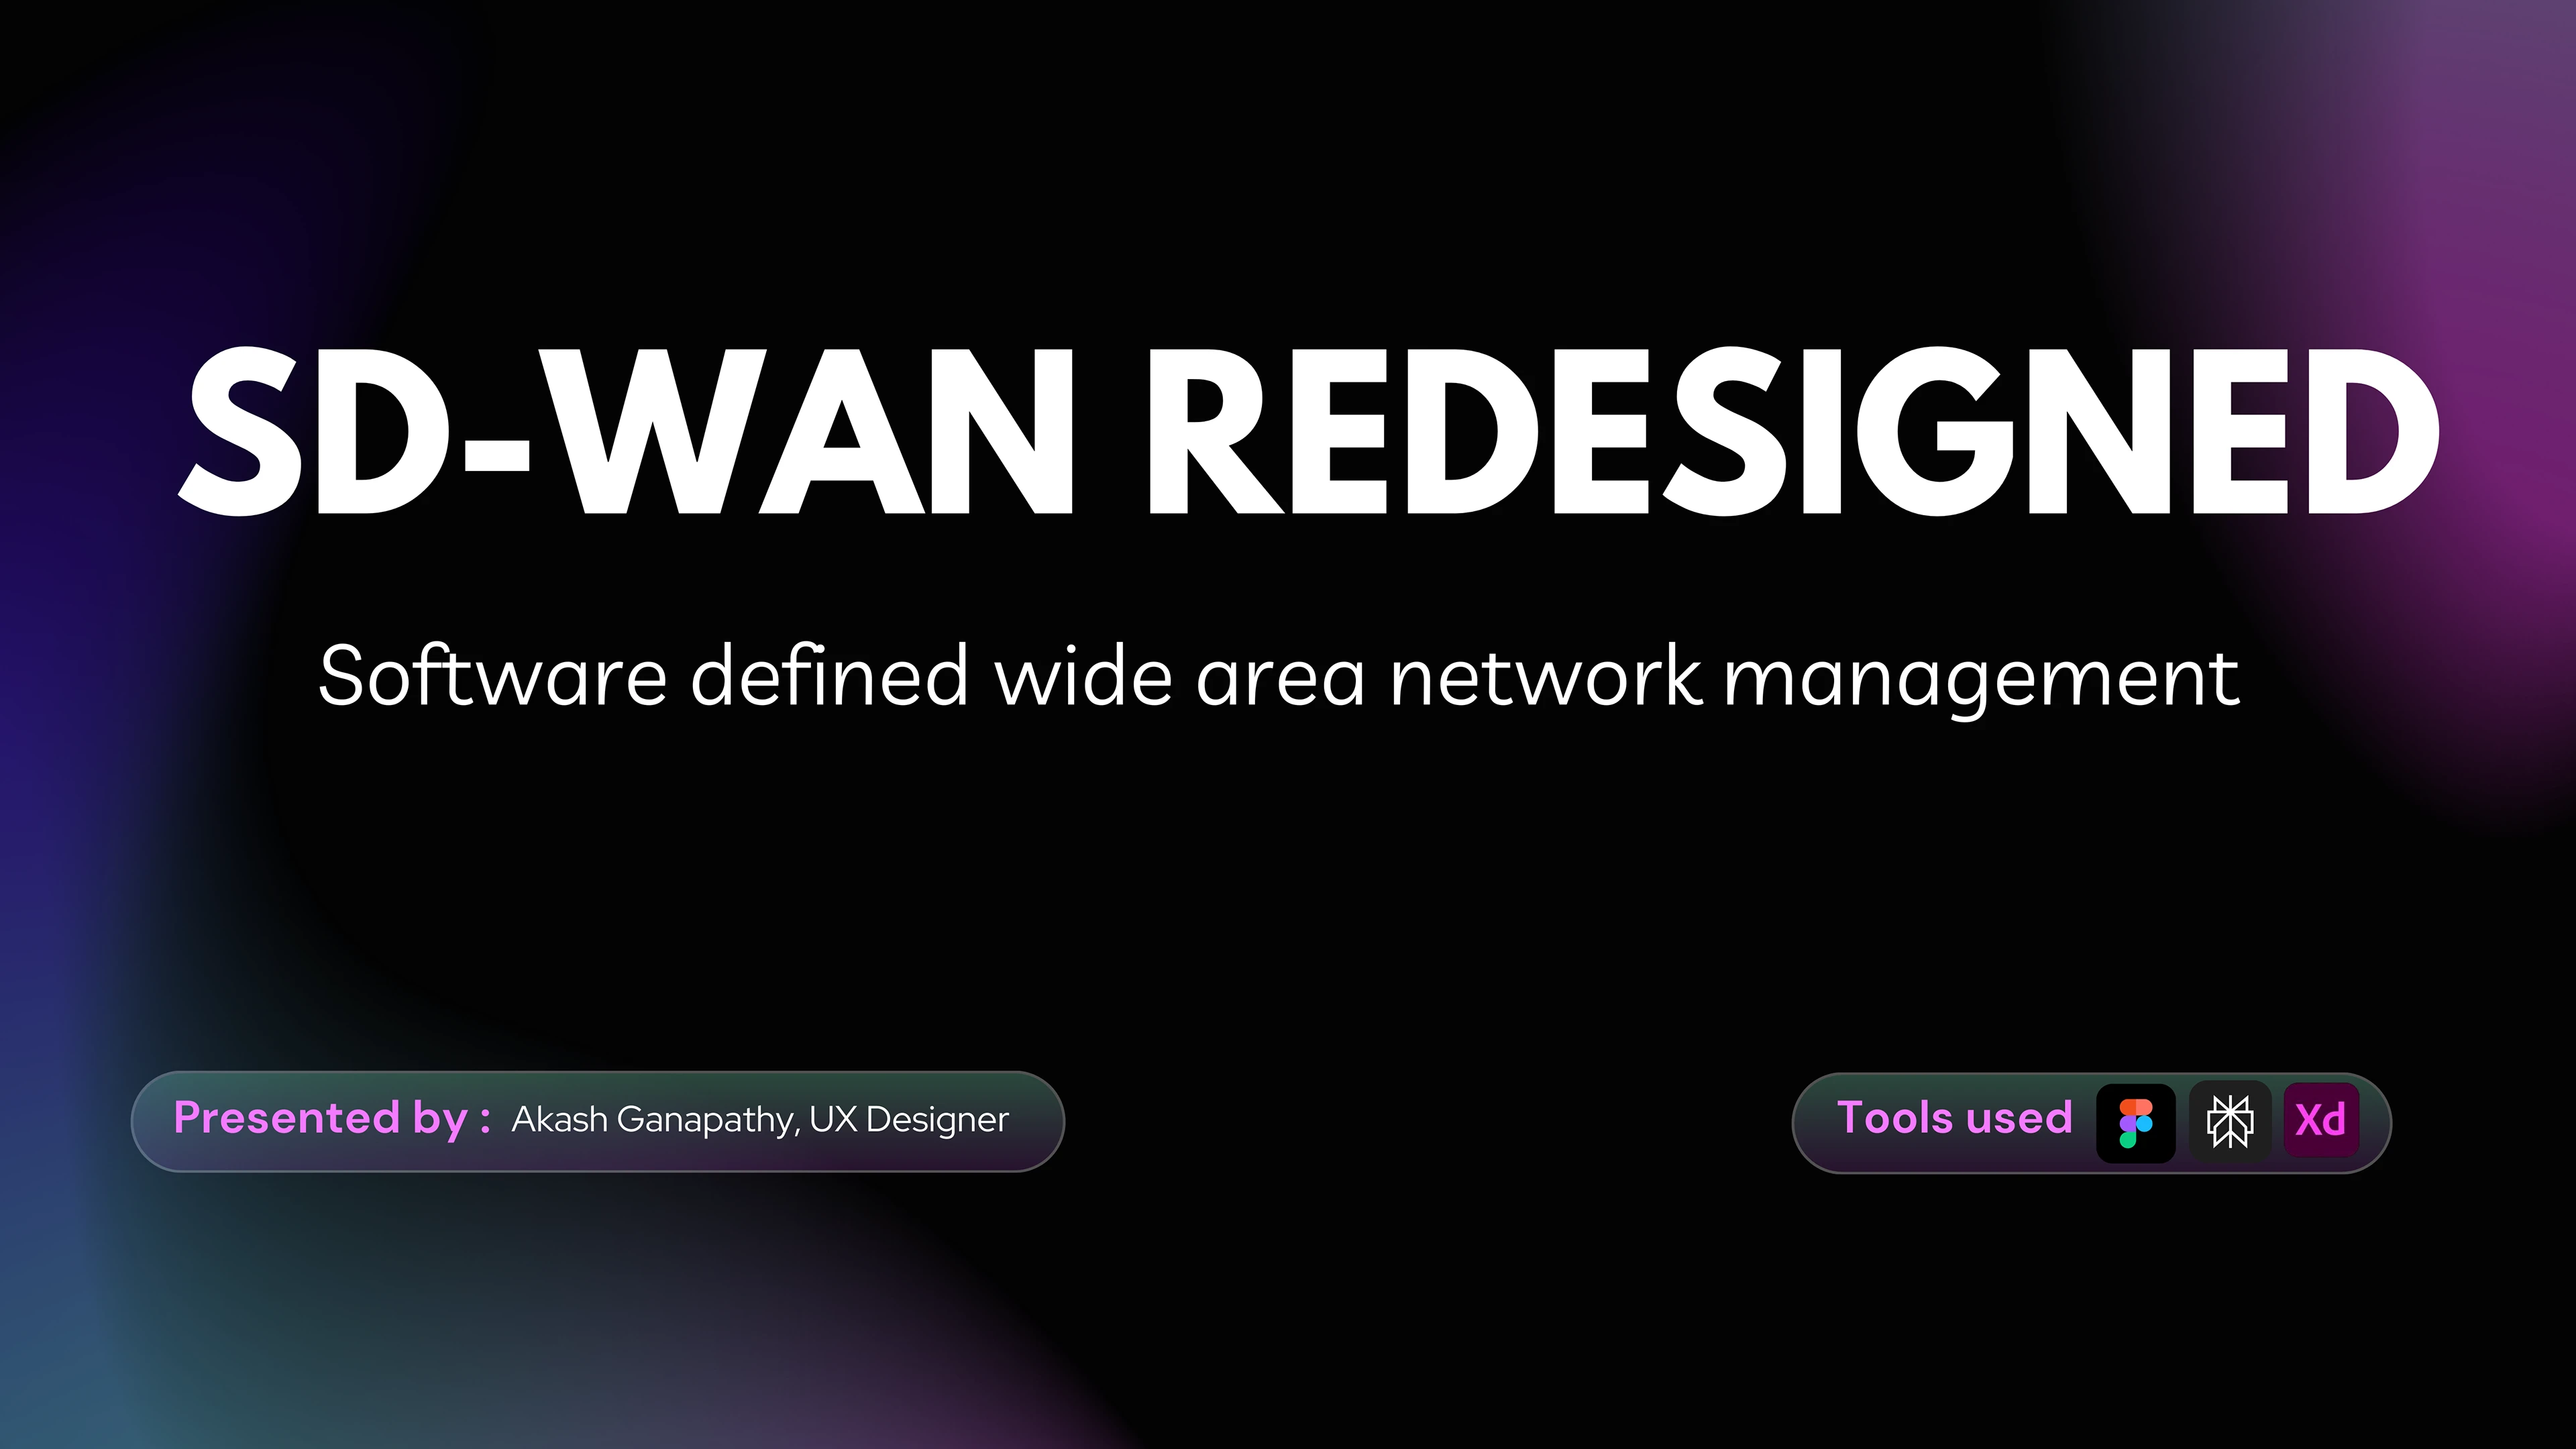 SD-WAN REDESIGNED
Software defined wide area network management
Presented by : Akash Ganapathy, UX Designer
Tools used Xd